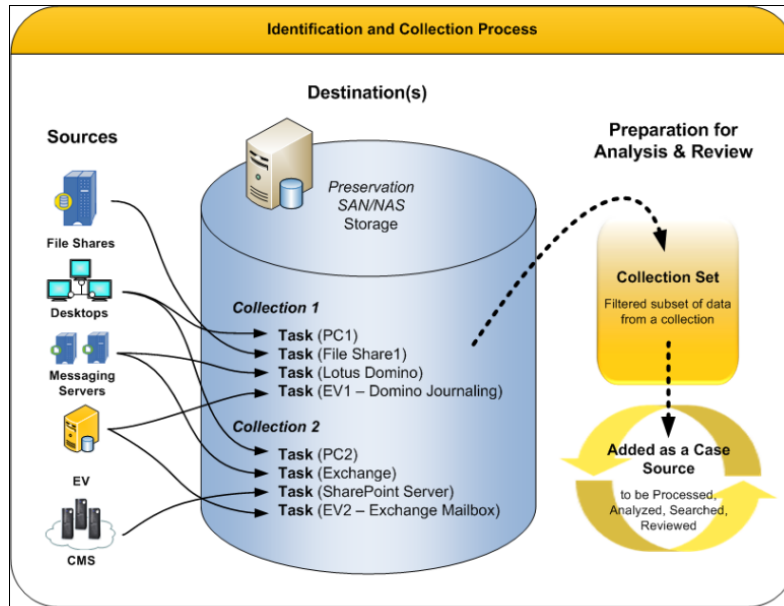 Identification and Collection Process
Destination(s)
Sources
Preparation for
Analysis & Review
Preservation
SAN/NAS
Storage
File Shares
Desktops
Messaging
Servers
EV
CMS
Collection 1
Task (PC1)
Task (File Share1)
Task (Lotus Domino)
Task (EV1 – Domino Journaling)
Collection 2
Task (PC2)
Task (Exchange)
Task (SharePoint Server)
Task (EV2 – Exchange Mailbox)
Collection Set
Filtered subset of data
from a collection
Added as a Case
Source
to be Processed,
Analyzed, Searched,
Reviewed